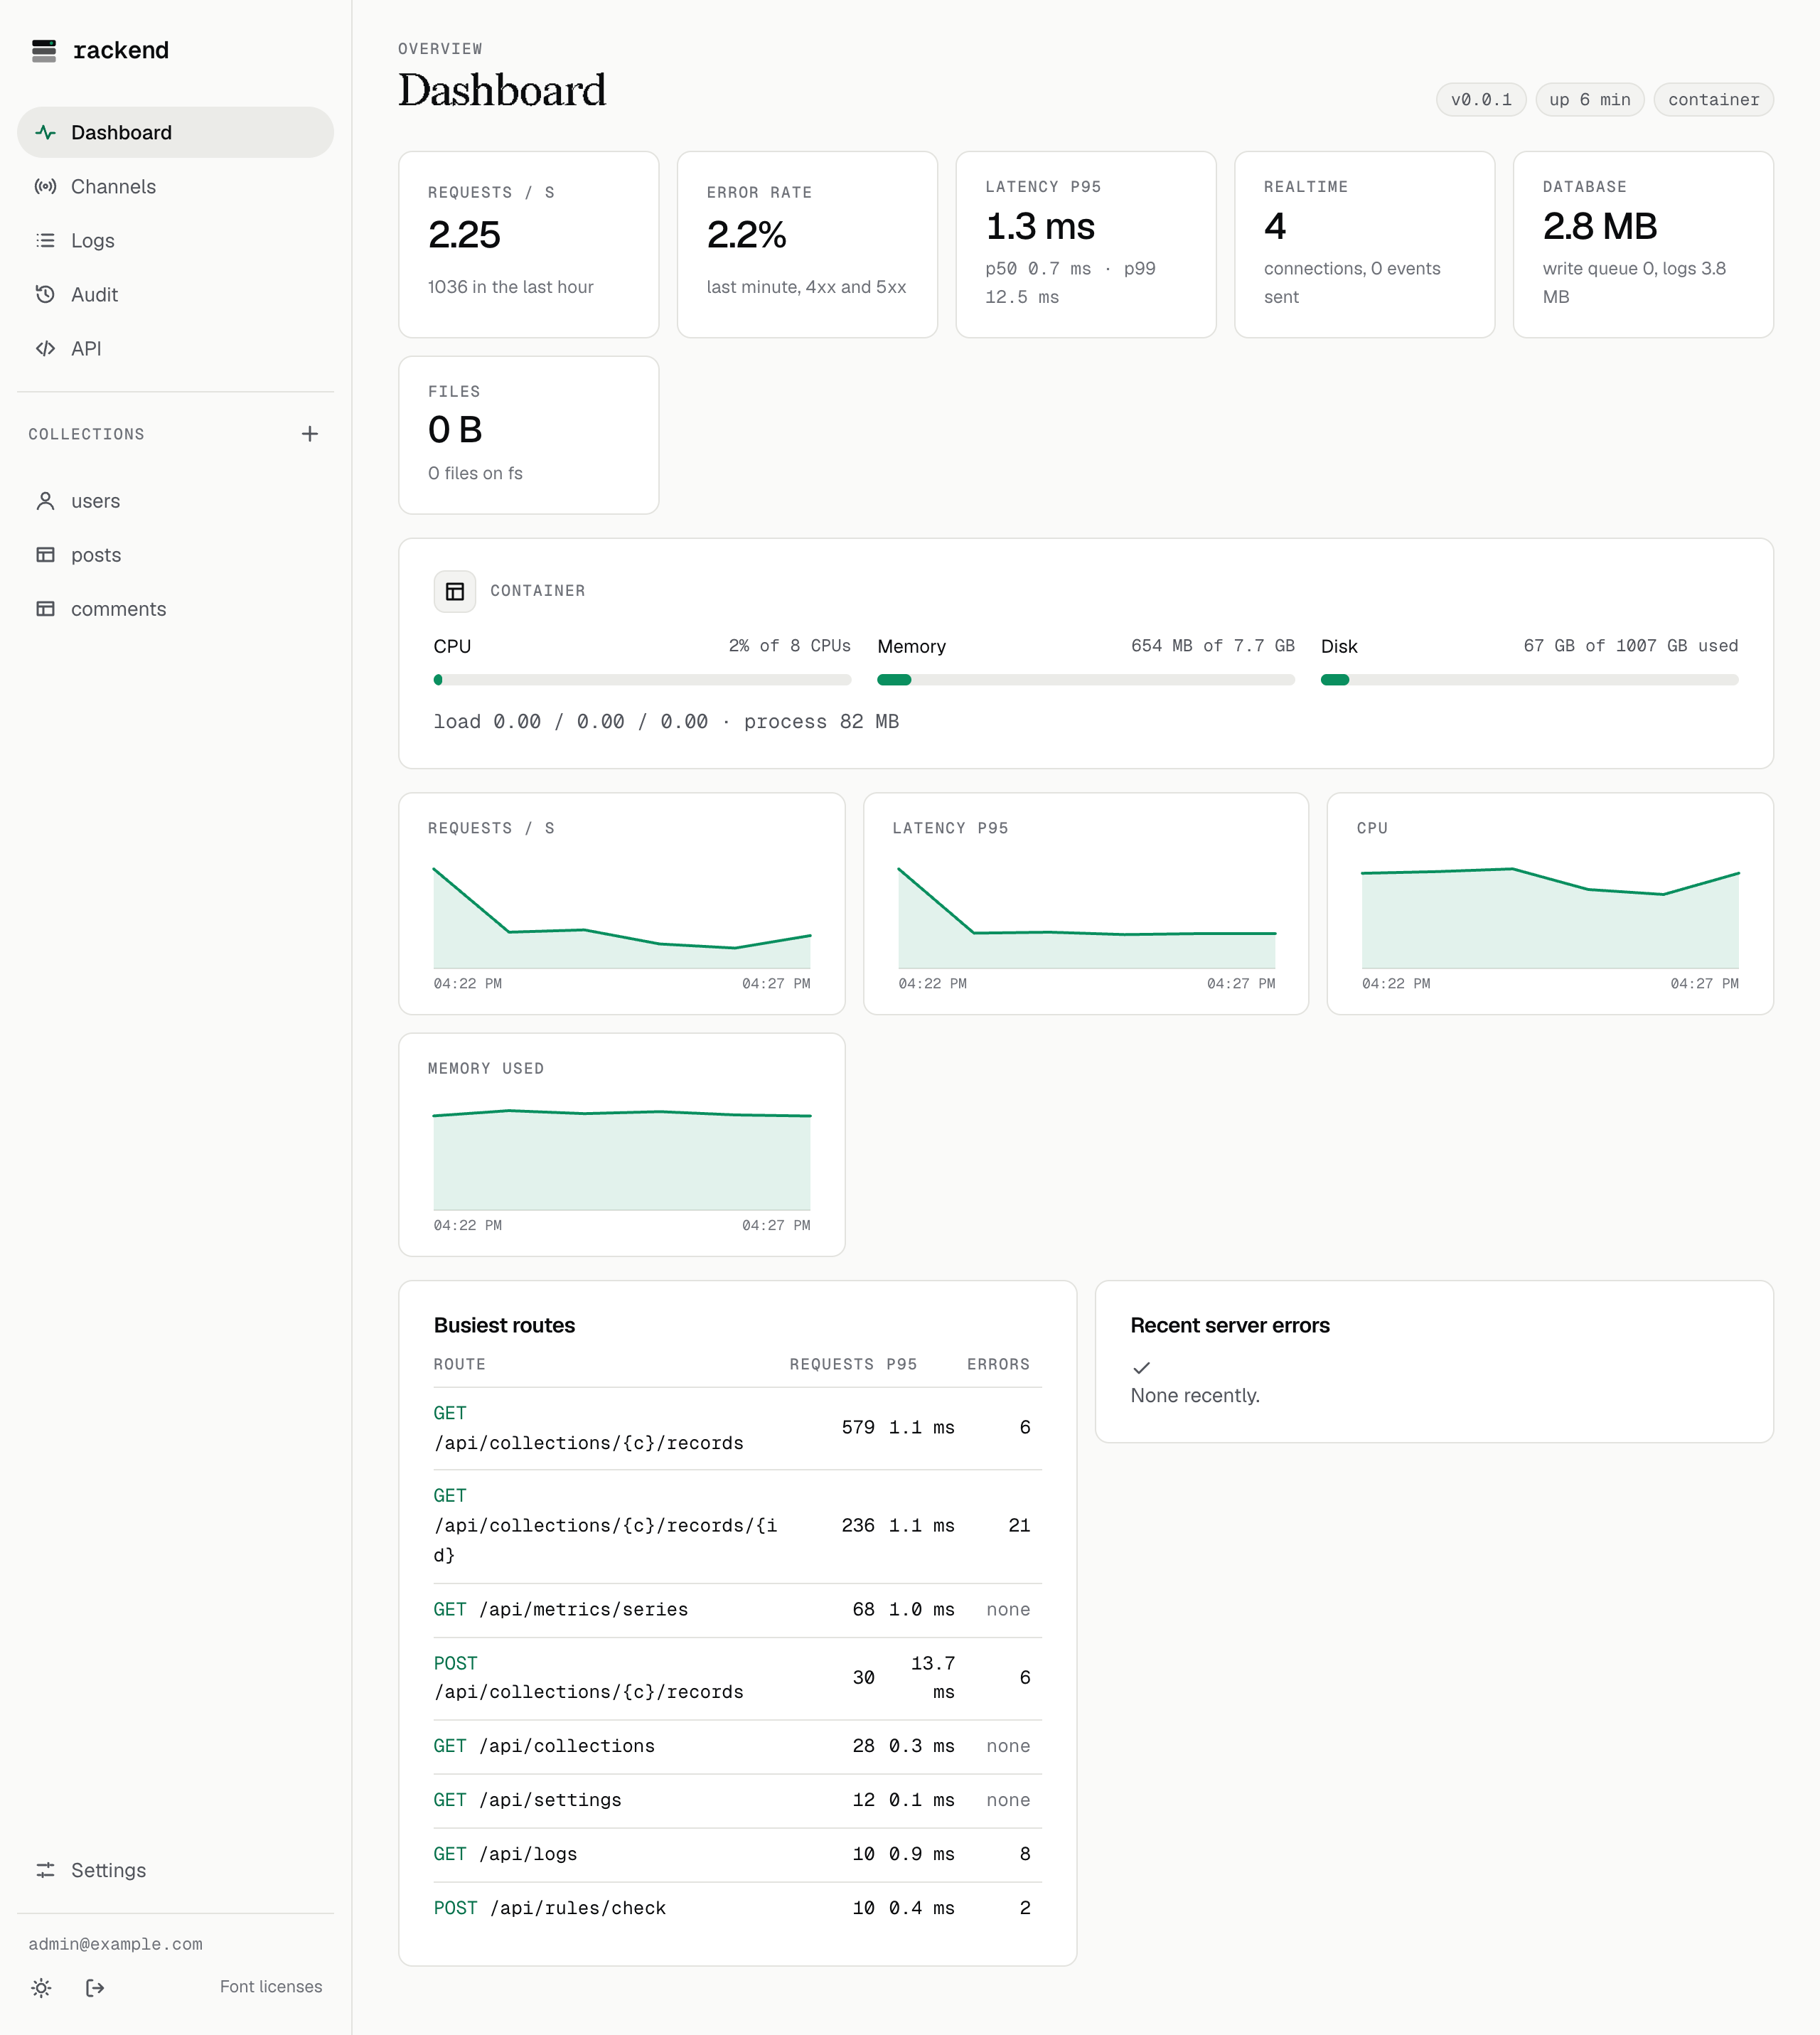 rackend
Dashboard
Channels
Logs
Audit
API
COLLECTIONS
users
posts
comments
Settings
admin@example.com
Font licenses
OVERVIEW
Dashboard
v0.0.1
up 6 min
container
REQUESTS / S
2.25
1036 in the last hour
ERROR RATE
2.2%
last minute, 4xx and 5xx
LATENCY P95
1.3 ms
p50 0.7 ms · p99
12.5 ms
REALTIME
4
connections, 0 events
sent
DATABASE
2.8 MB
write queue 0, logs 3.8
MB
FILES
0 B
0 files on fs
CONTAINER
CPU 2% of 8 CPUs
Memory 654 MB of 7.7 GB
Disk 67 GB of 1007 GB used
load 0.00 / 0.00 / 0.00 · process 82 MB
REQUESTS / S
04:22 PM 04:27 PM
LATENCY P95
04:22 PM 04:27 PM
CPU
04:22 PM 04:27 PM
MEMORY USED
04:22 PM 04:27 PM
Busiest routes
ROUTE REQUESTS P95 ERRORS
GET
/api/collections/{c}/records 579 1.1 ms 6
GET
/api/collections/{c}/records/{i 236 1.1 ms 21
d}
GET /api/metrics/series 68 1.0 ms none
POST 13.7
/api/collections/{c}/records 30 ms 6
GET /api/collections 28 0.3 ms none
GET /api/settings 12 0.1 ms none
GET /api/logs 10 0.9 ms 8
POST /api/rules/check 10 0.4 ms 2
Recent server errors
None recently.